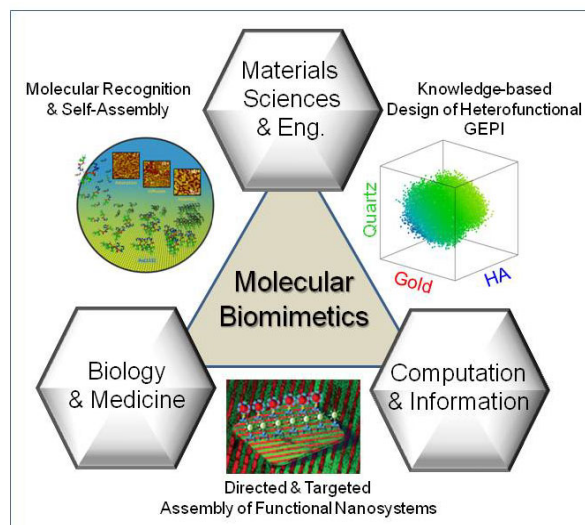 Materials
Sciences
& Eng.
Molecular Recognition
& Self-Assembly
Knowledge-based
Design of Heterofunctional
GEPI
Quartz
Gold
HA
Molecular
Biomimetics
Biology
& Medicine
Computation
& Information
Directed & Targeted
Assembly of Functional Nanosystems